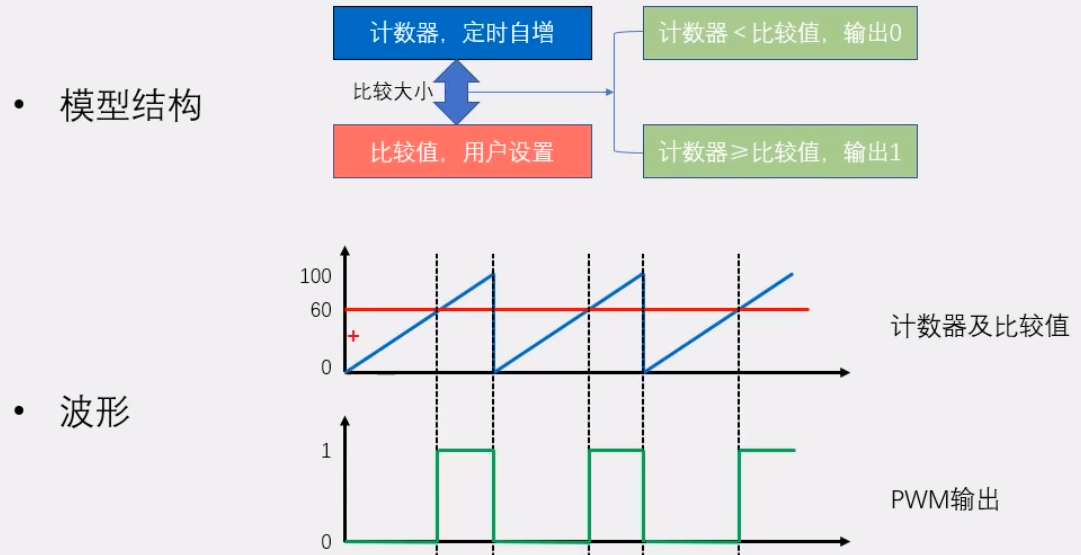 计数器，定时自增
计数器＜比较值，输出0
• 模型结构
比较大小
比较值，用户设置
计数器≥比较值，输出1
100
60
0
计数器及比较值
• 波形
1
0
PWM输出